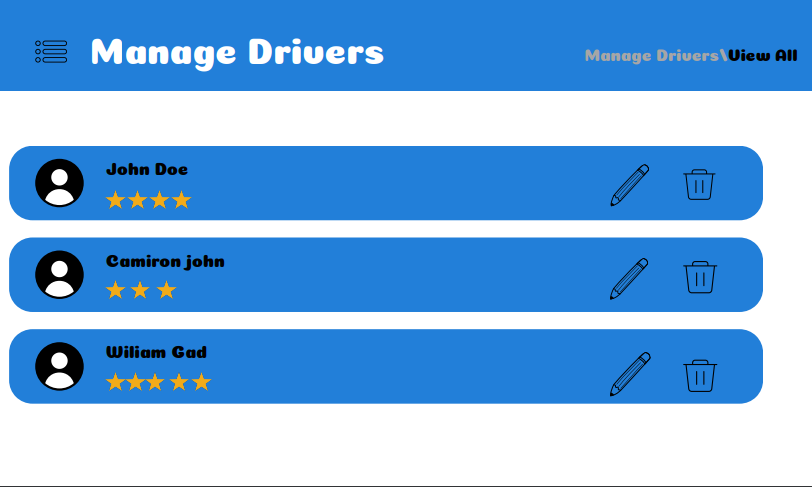 Manage Drivers
Manage Drivers\View All
John Doe
Camiron john
Wiliam Gad